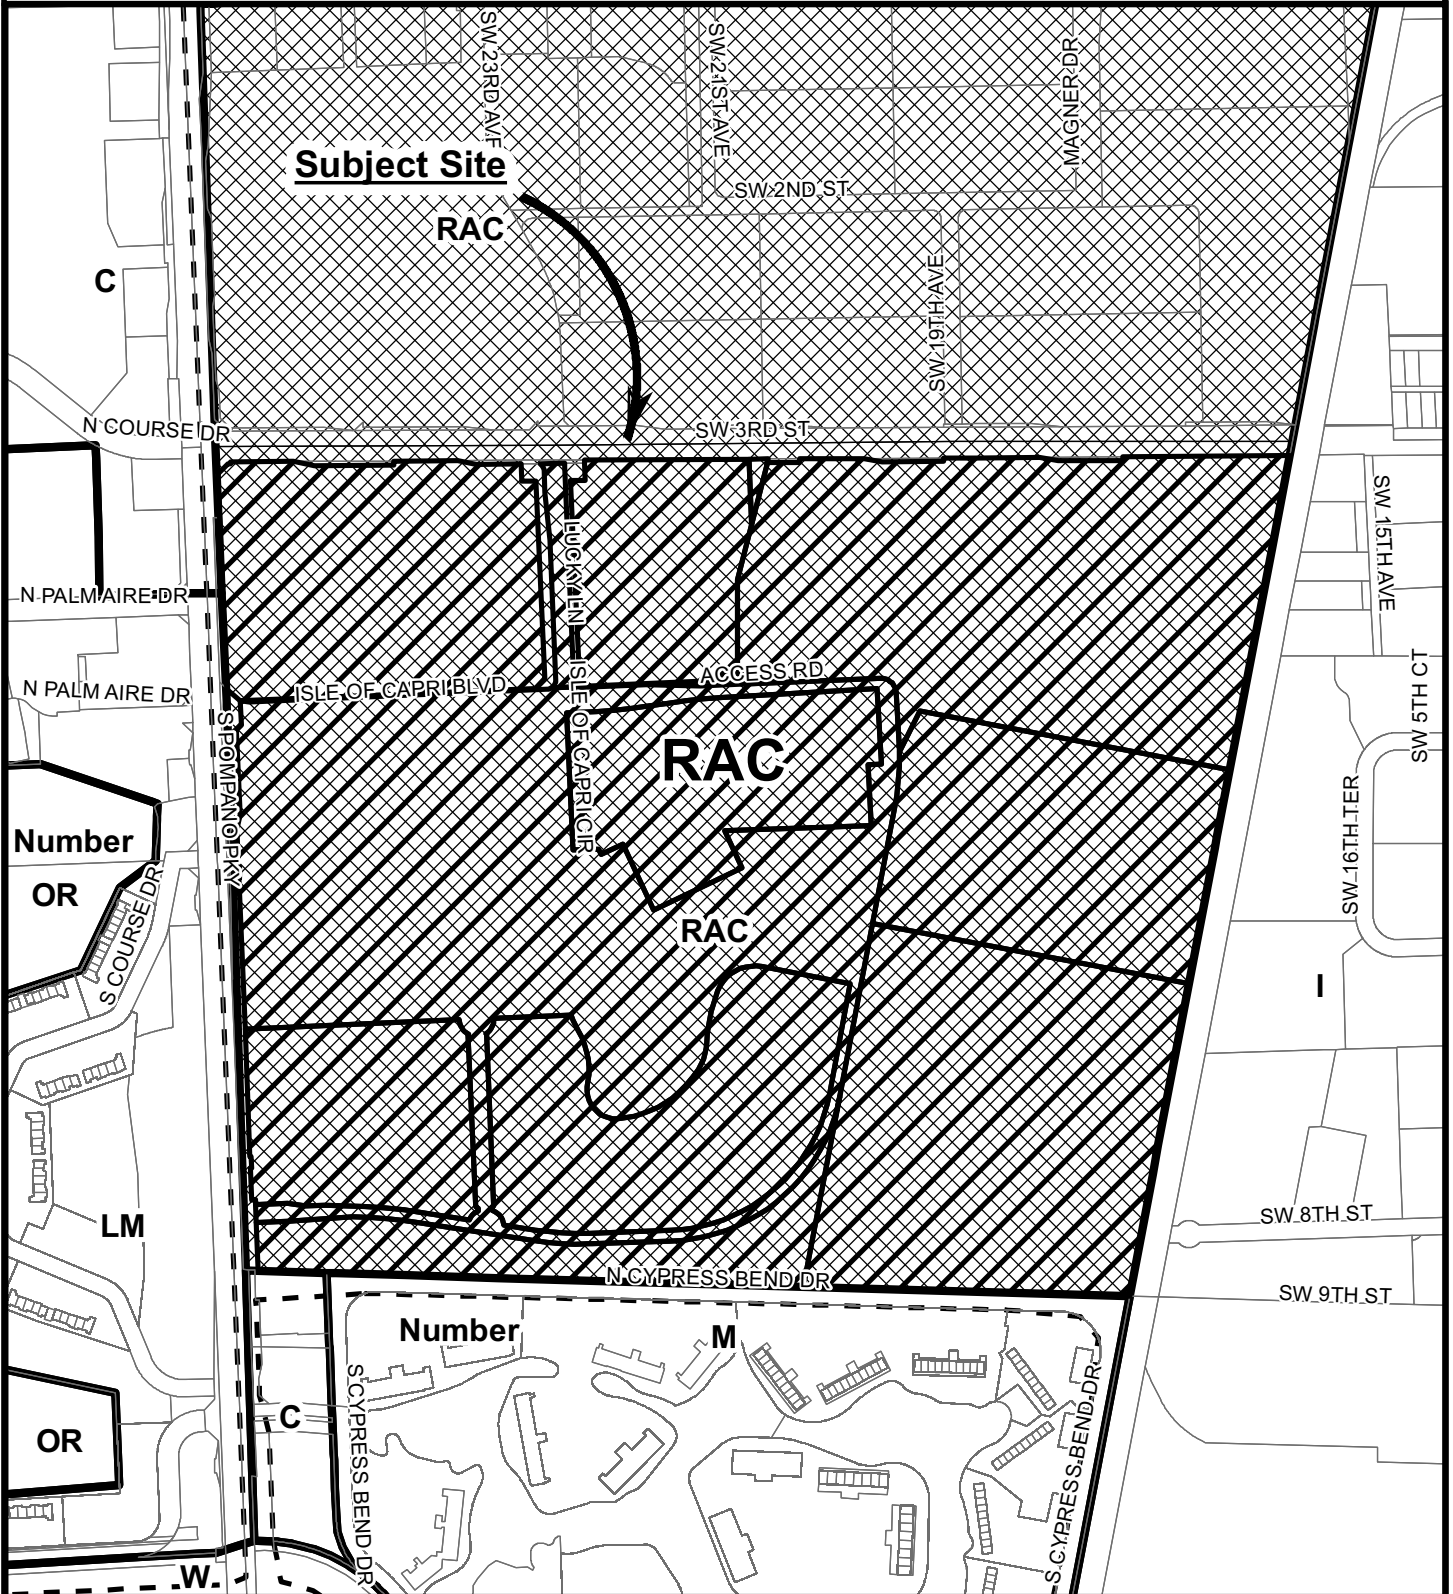 SW 23RD AVE
SW 21ST AVE
MAGNER DR
Subject Site
SW 2ND ST
RAC
C
SW 19TH AVE
N COURSE DR
SW 3RD ST
SW 15TH AVE
LUCKY LN
N PALM AIRE DR
ISLE OF CAPRI BLVD
ACCESS RD
N PALM AIRE DR
SW 5TH CT
S POMPANO PKY
ISLE OF CAPRI CIR
RAC
SW 16TH TER
Number
OR
S COURSE DR
RAC
I
LM
SW 8TH ST
N CYPRESS BEND DR
SW 9TH ST
Number
M
C
S CYPRESS BEND DR
S CYPRESS BEND DR
OR
W